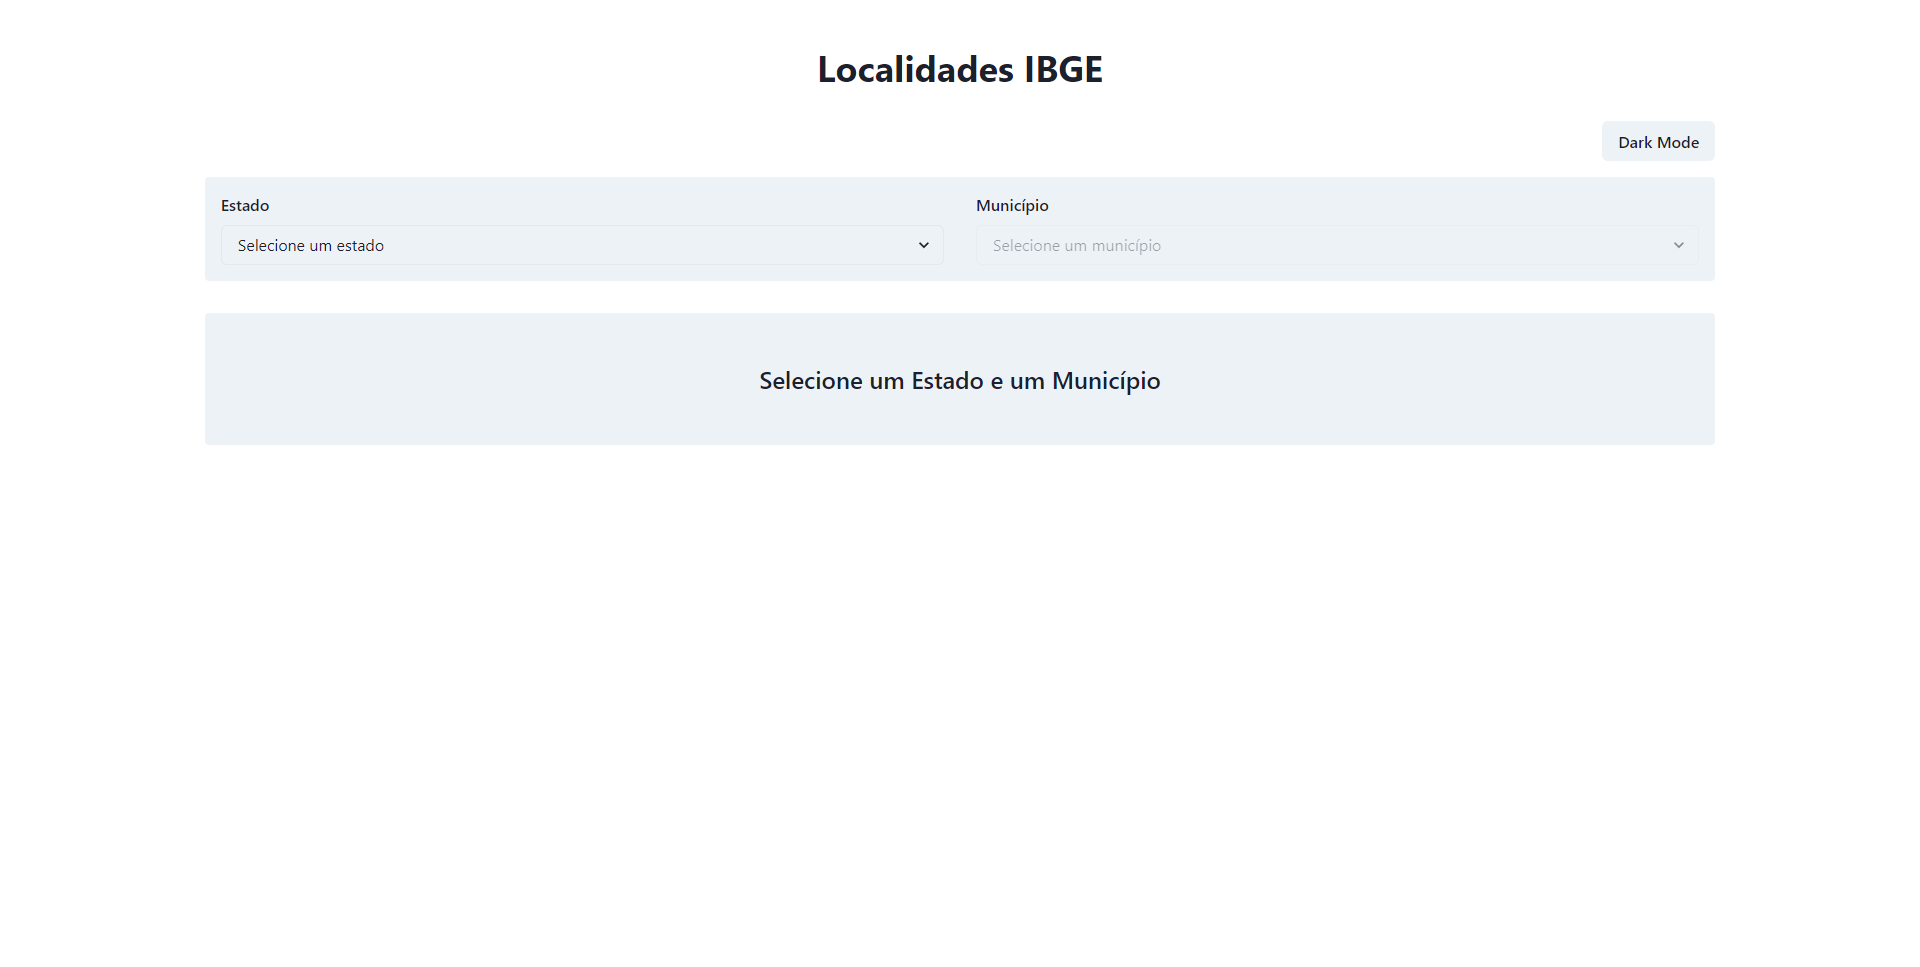 Localidades IBGE
Dark Mode
Estado
Município
Selecione um estado
Selecione um município
Selecione um Estado e um Município